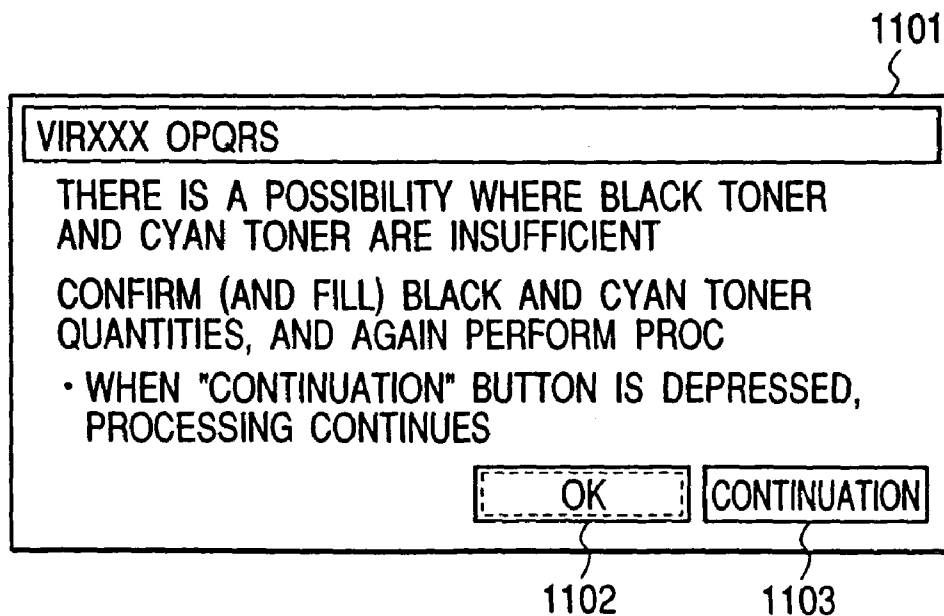 1101
VIRXXX OPQRS
THERE IS A POSSIBILITY WHERE BLACK TONER
AND CYAN TONER ARE INSUFFICIENT
CONFIRM (AND FILL) BLACK AND CYAN TONER
QUANTITIES, AND AGAIN PERFORM PROC
· WHEN "CONTINUATION" BUTTON IS DEPRESSED,
PROCESSING CONTINUES
OK CONTINUATION
1102 1103